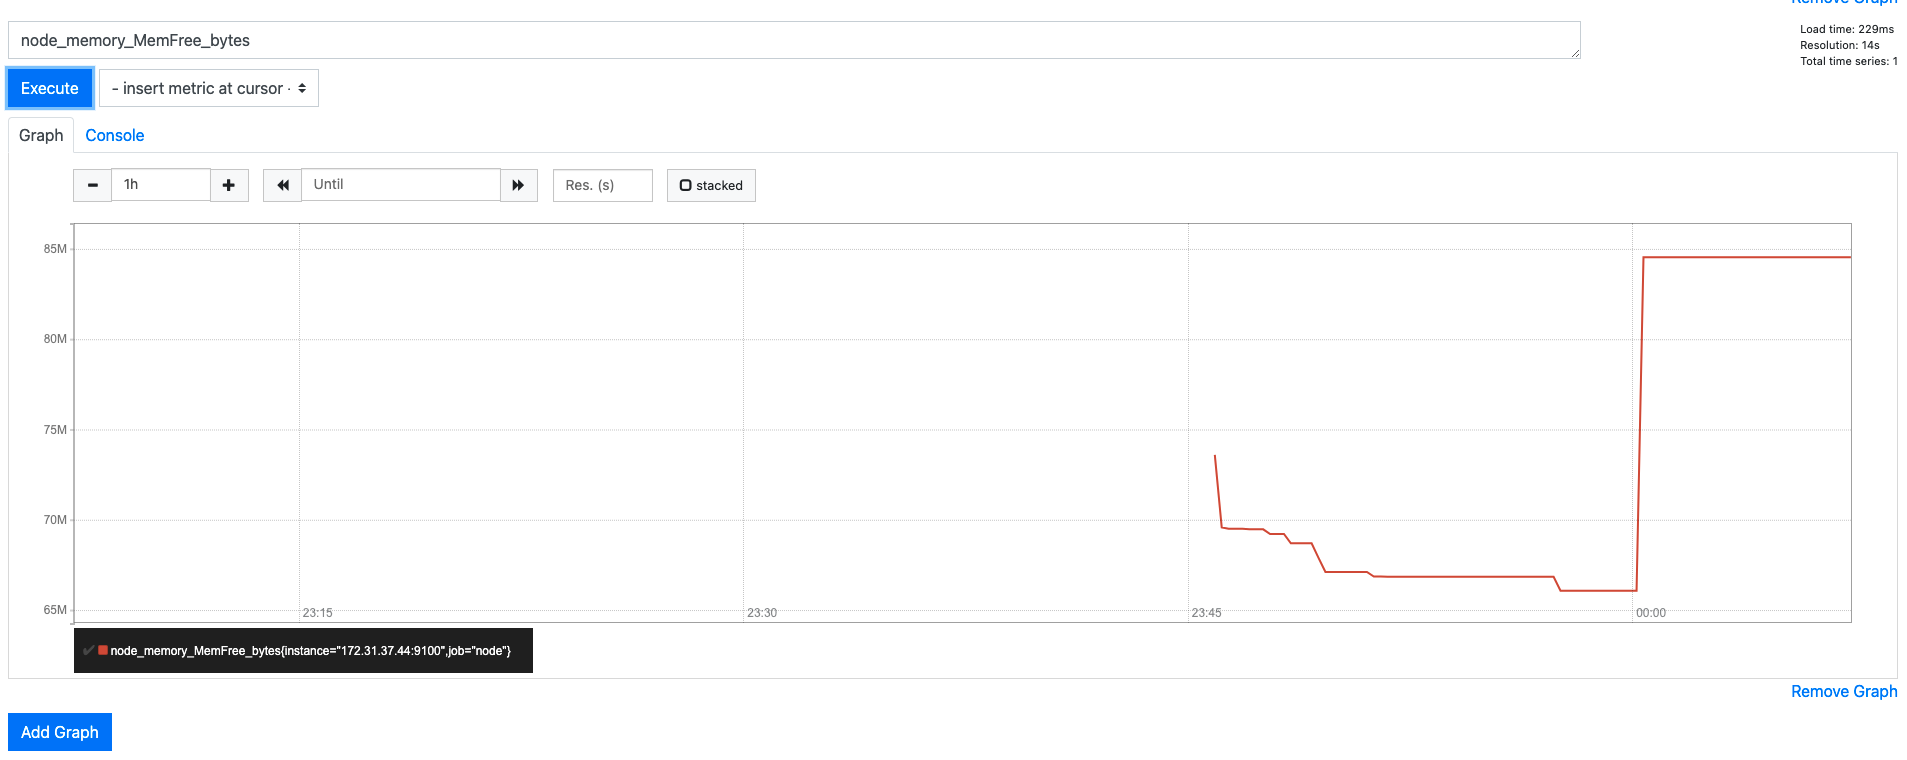 Remove Graph
node_memory_MemFree_bytes
Load time: 229ms
Resolution: 14s
Total time series: 1
Execute
- insert metric at cursor -
Graph Console
1h Until Res. (s) stacked
85M
80M
75M
70M
65M
23:15 23:30 23:45 00:00
node_memory_MemFree_bytes{instance="172.31.37.44:9100",job="node"}
Remove Graph
Add Graph